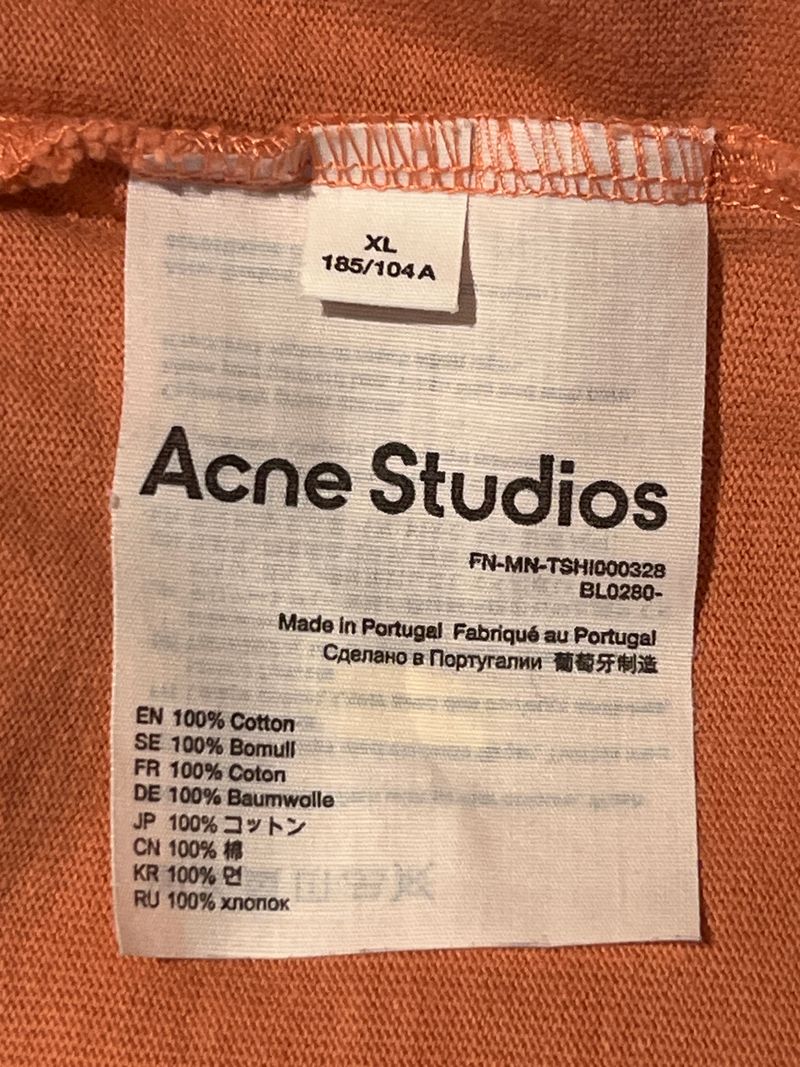 XL
185/104A
Acne Studios
FN-MN-TSHI000328
BL0280-
Made in Portugal Fabriqué au Portugal
Сделано в Португалии 葡萄牙制造
EN 100% Cotton
SE 100% Bomull
FR 100% Coton
DE 100% Baumwolle
JP 100% コットン
CN 100% 棉
KR 100% 면
RU 100% хлопок